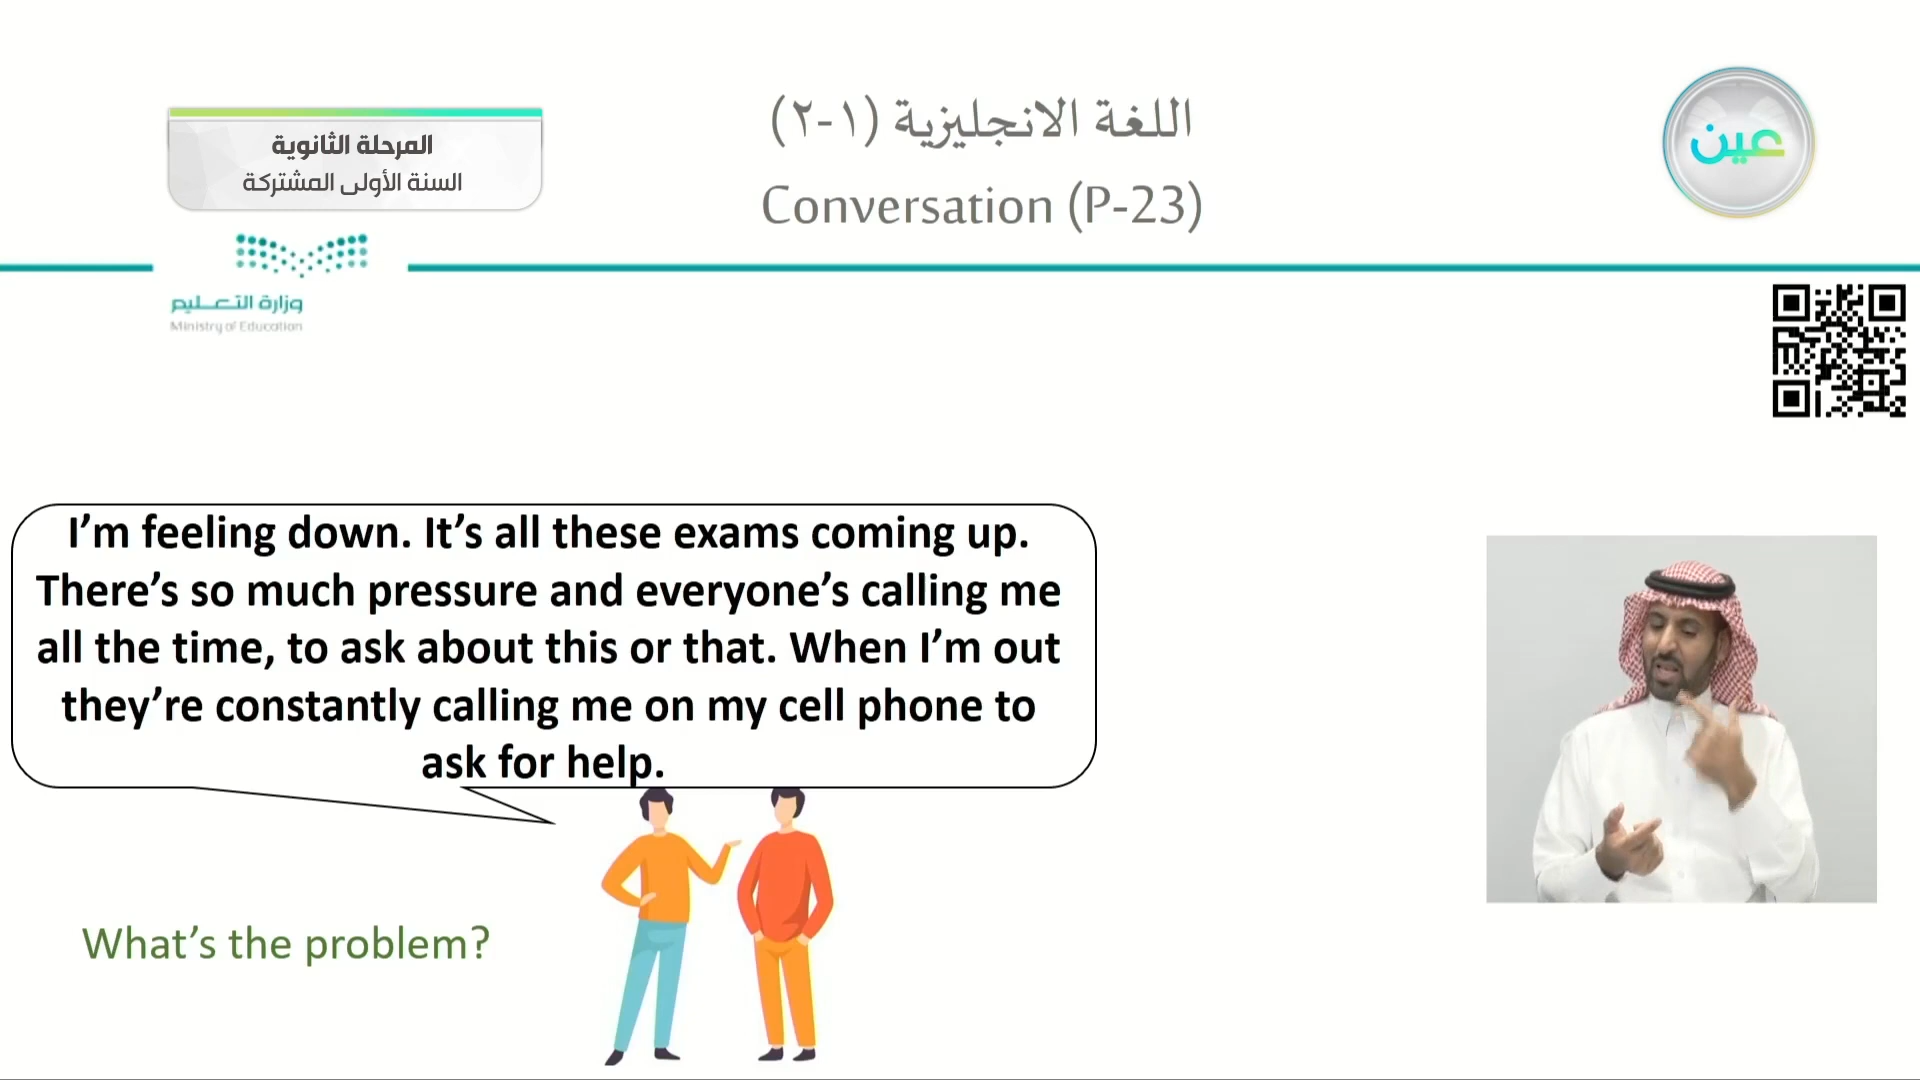 اللغة الانجليزية (١-٢)
Conversation (P-23)
المرحلة الثانوية
السنة الأولى المشتركة
عين
وزارة التعليم
Ministry of Education
I’m feeling down. It’s all these exams coming up.
There’s so much pressure and everyone’s calling me
all the time, to ask about this or that. When I’m out
they’re constantly calling me on my cell phone to
ask for help.
What’s the problem?